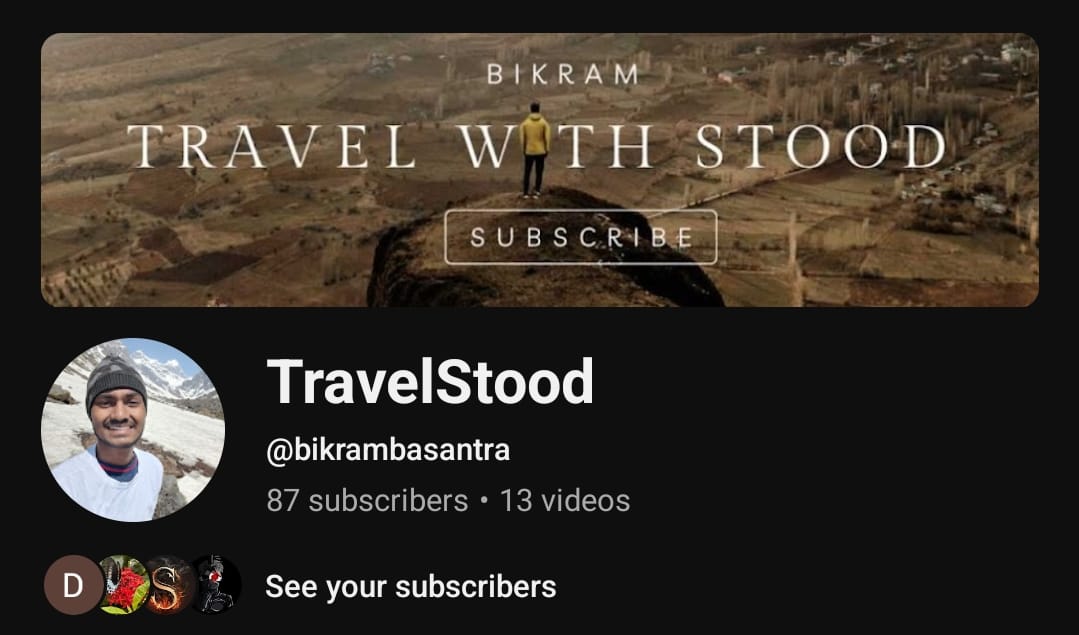 BIKRAM
TRAVEL WITH STOOD
SUBSCRIBE
TravelStood
@bikrambasantra
87 subscribers • 13 videos
D S
See your subscribers